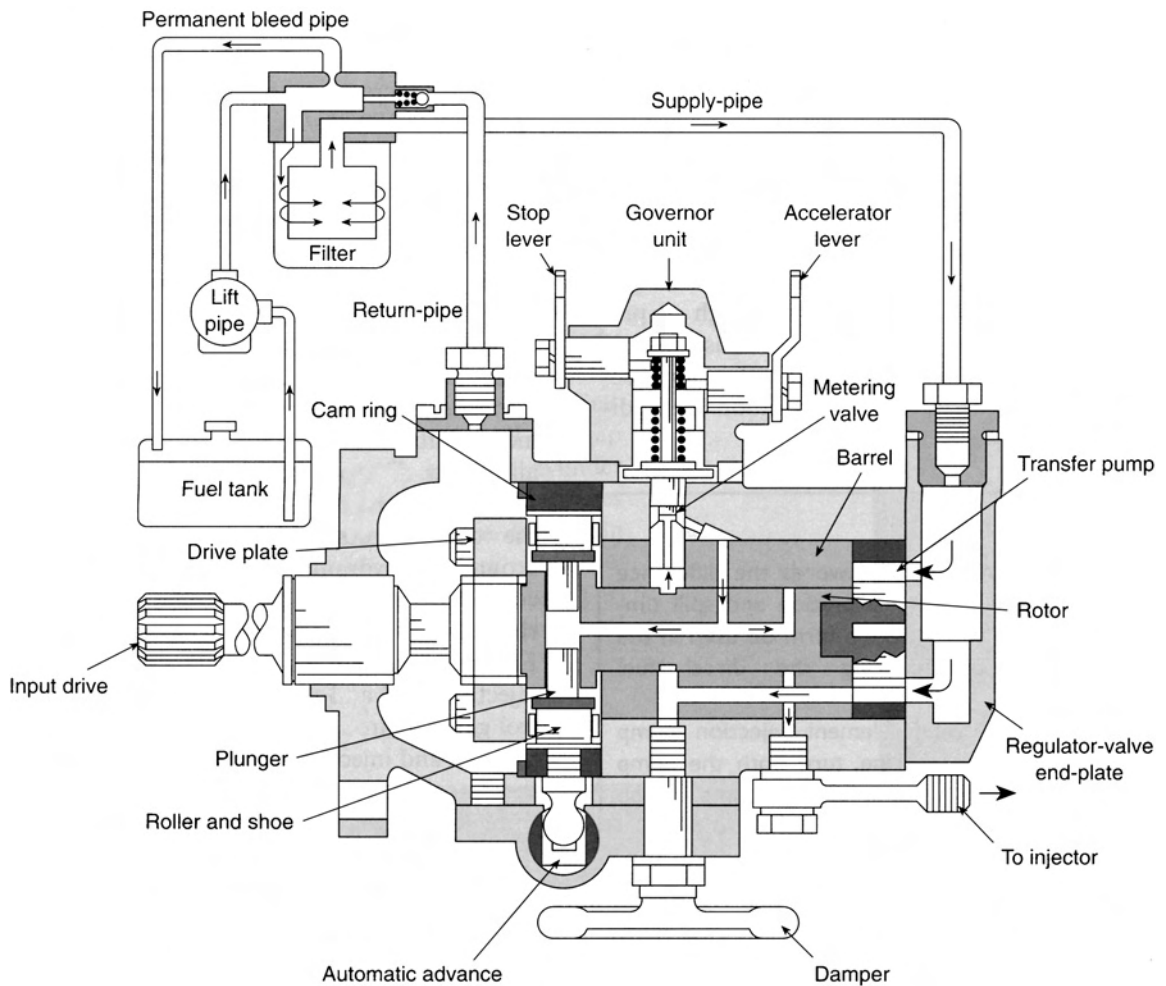 Permanent bleed pipe
Supply-pipe
Stop
lever
Governor
unit
Accelerator
lever
Filter
Lift
pipe
Return-pipe
Metering
valve
Cam ring
Barrel
Transfer pump
Fuel tank
Drive plate
Rotor
Input drive
Plunger
Regulator-valve
end-plate
Roller and shoe
To injector
Automatic advance
Damper